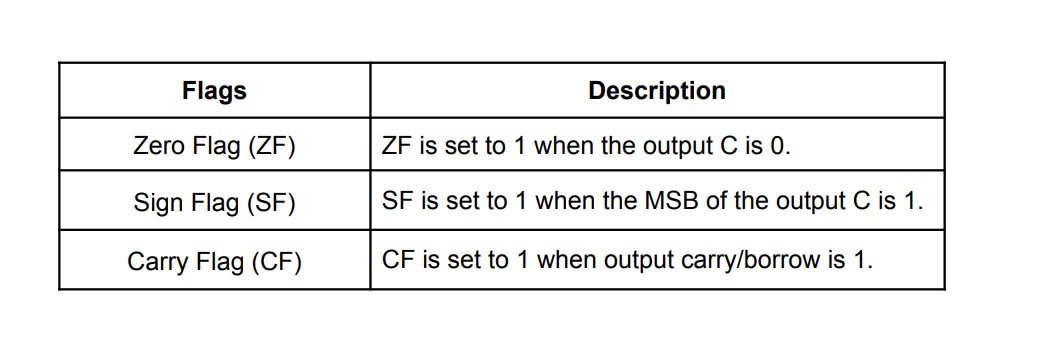 Flags Description
Zero Flag (ZF) ZF is set to 1 when the output C is 0.
Sign Flag (SF) SF is set to 1 when the MSB of the output C is 1.
Carry Flag (CF) CF is set to 1 when output carry/borrow is 1.